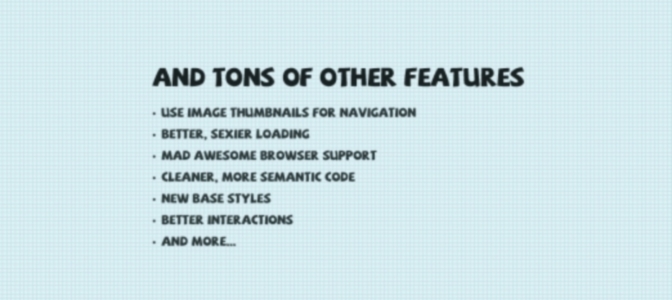 AND TONS OF OTHER FEATURES
• USE IMAGE THUMBNAILS FOR NAVIGATION
• BETTER, SEXIER LOADING
• MAD AWESOME BROWSER SUPPORT
• CLEANER, MORE SEMANTIC CODE
• NEW BASE STYLES
• BETTER INTERACTIONS
• AND MORE...